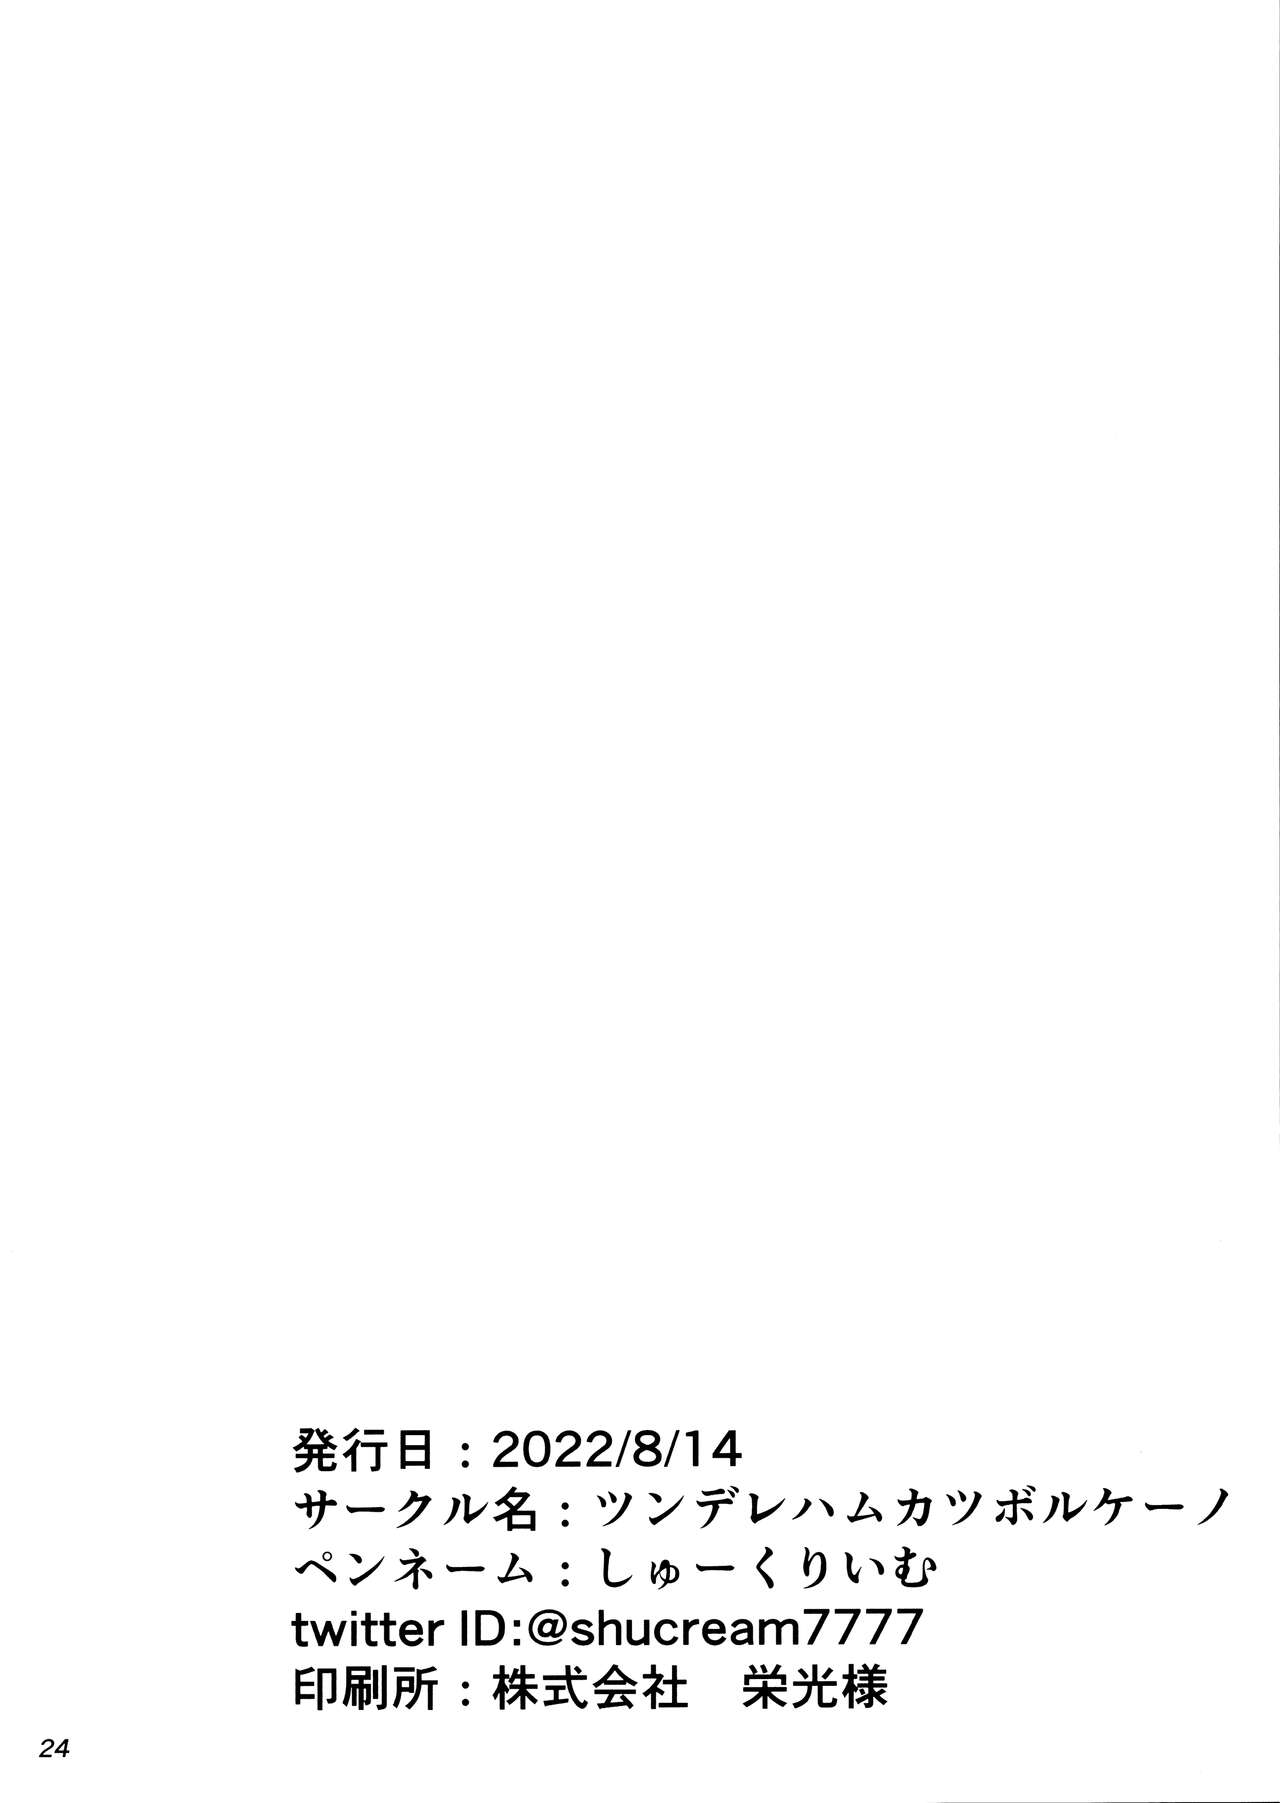 発行日：2022/8/14
サークル名：ツンデレハムカツボルケーノ
ペンネーム：しゅーくりいむ
twitter ID:@shucream7777
印刷所：株式会社　栄光様
24